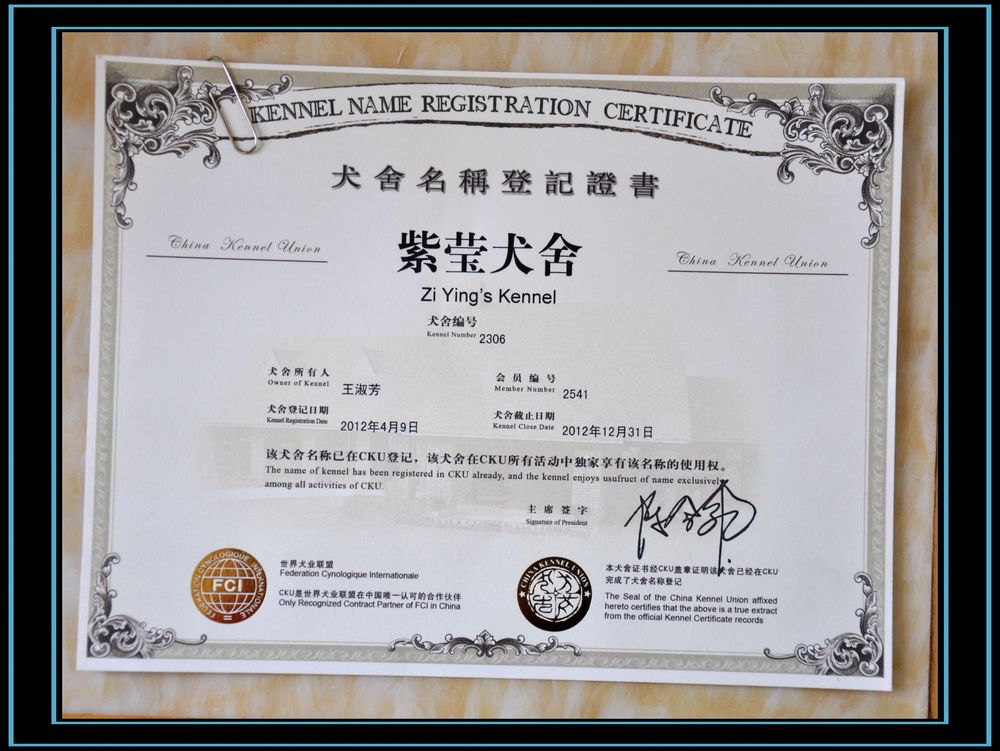 KENNEL NAME REGISTRATION CERTIFICATE
犬舍名稱登記證書
China Kennel Union
China Kennel Union
紫莹犬舍
Zi Ying's Kennel
犬舍编号
Kennel Number 2306
犬舍所有人
Owner of Kennel 王淑芳
会员编号
Member Number 2541
犬舍登记日期
Kennel Registration Date 2012年4月9日
犬舍截止日期
Kennel Close Date 2012年12月31日
该犬舍名称已在CKU登记，该犬舍在CKU所有活动中独家享有该名称的使用权。
The name of kennel has been registered in CKU already, and the kennel enjoys usufruct of name exclusively
among all activities of CKU.
主席签字
Signature of President
FEDERATION CYNOLOGIQUE INTERNATIONALE
FCI
世界犬业联盟
Federation Cynologique Internationale
CKU是世界犬业联盟在中国唯一认可的合作伙伴
Only Recognized Contract Partner of FCI in China
CHINA KENNEL UNION
本犬舍证书经CKU盖章证明该犬舍已经在CKU
完成了犬舍名称登记
The Seal of the China Kennel Union affixed
hereto certifies that the above is a true extract
from the official Kennel Certificate records